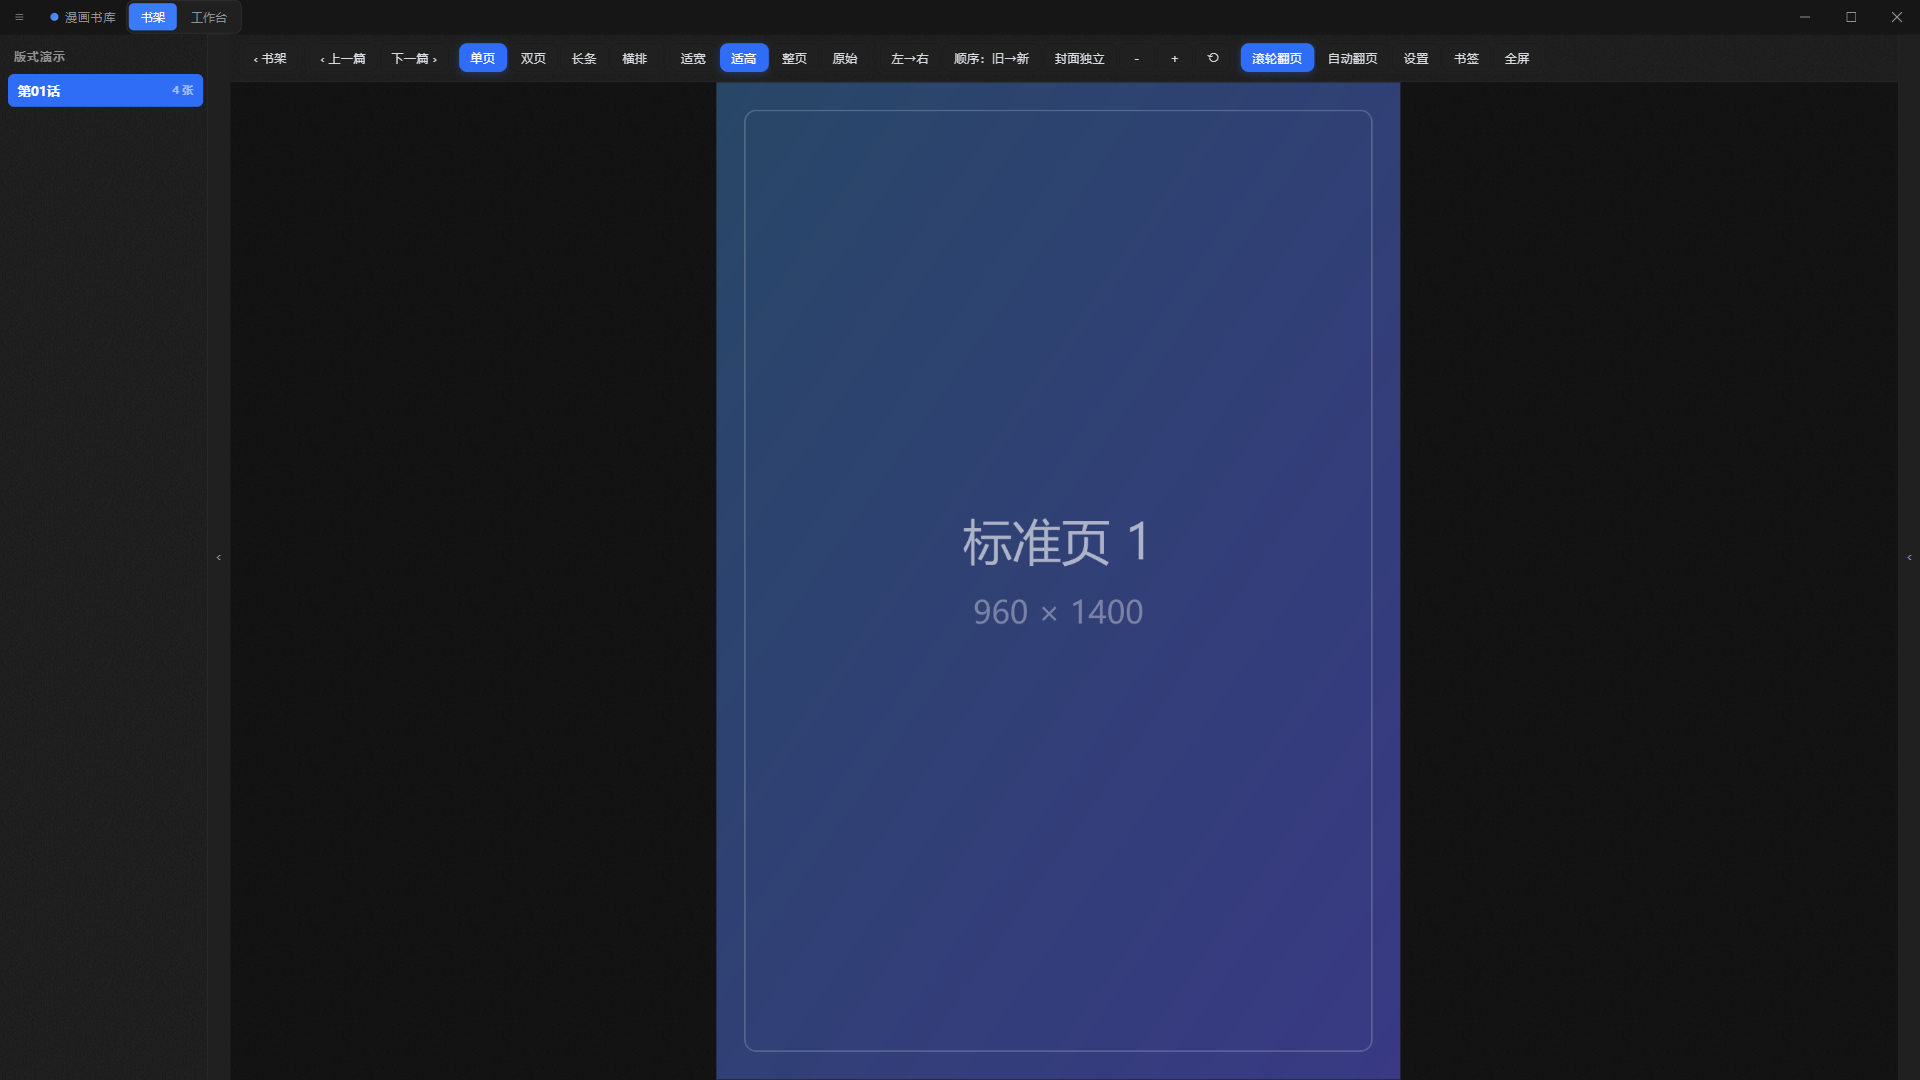 漫画书库 书架 工作台
版式演示
第01话 4 张
‹ 书架 ‹ 上一篇 下一篇 › 单页 双页 长条 横排 适宽 适高 整页 原始 左→右 顺序：旧→新 封面独立 - + 滚轮翻页 自动翻页 设置 书签 全屏
标准页 1
960 × 1400